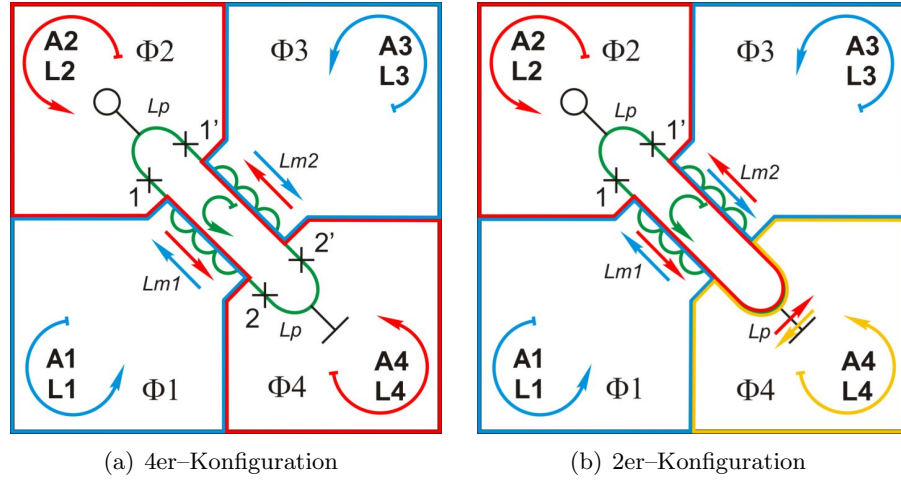 A2
L2
Φ2
Φ3
A3
L3
Lp
1'
Lm2
1
2'
Lm1
2
Lp
A1
L1
Φ1
Φ4
A4
L4
(a) 4er–Konfiguration
A2
L2
Φ2
Φ3
A3
L3
Lp
1'
Lm2
1
Lm1
Lp
A1
L1
Φ1
Φ4
A4
L4
(b) 2er–Konfiguration